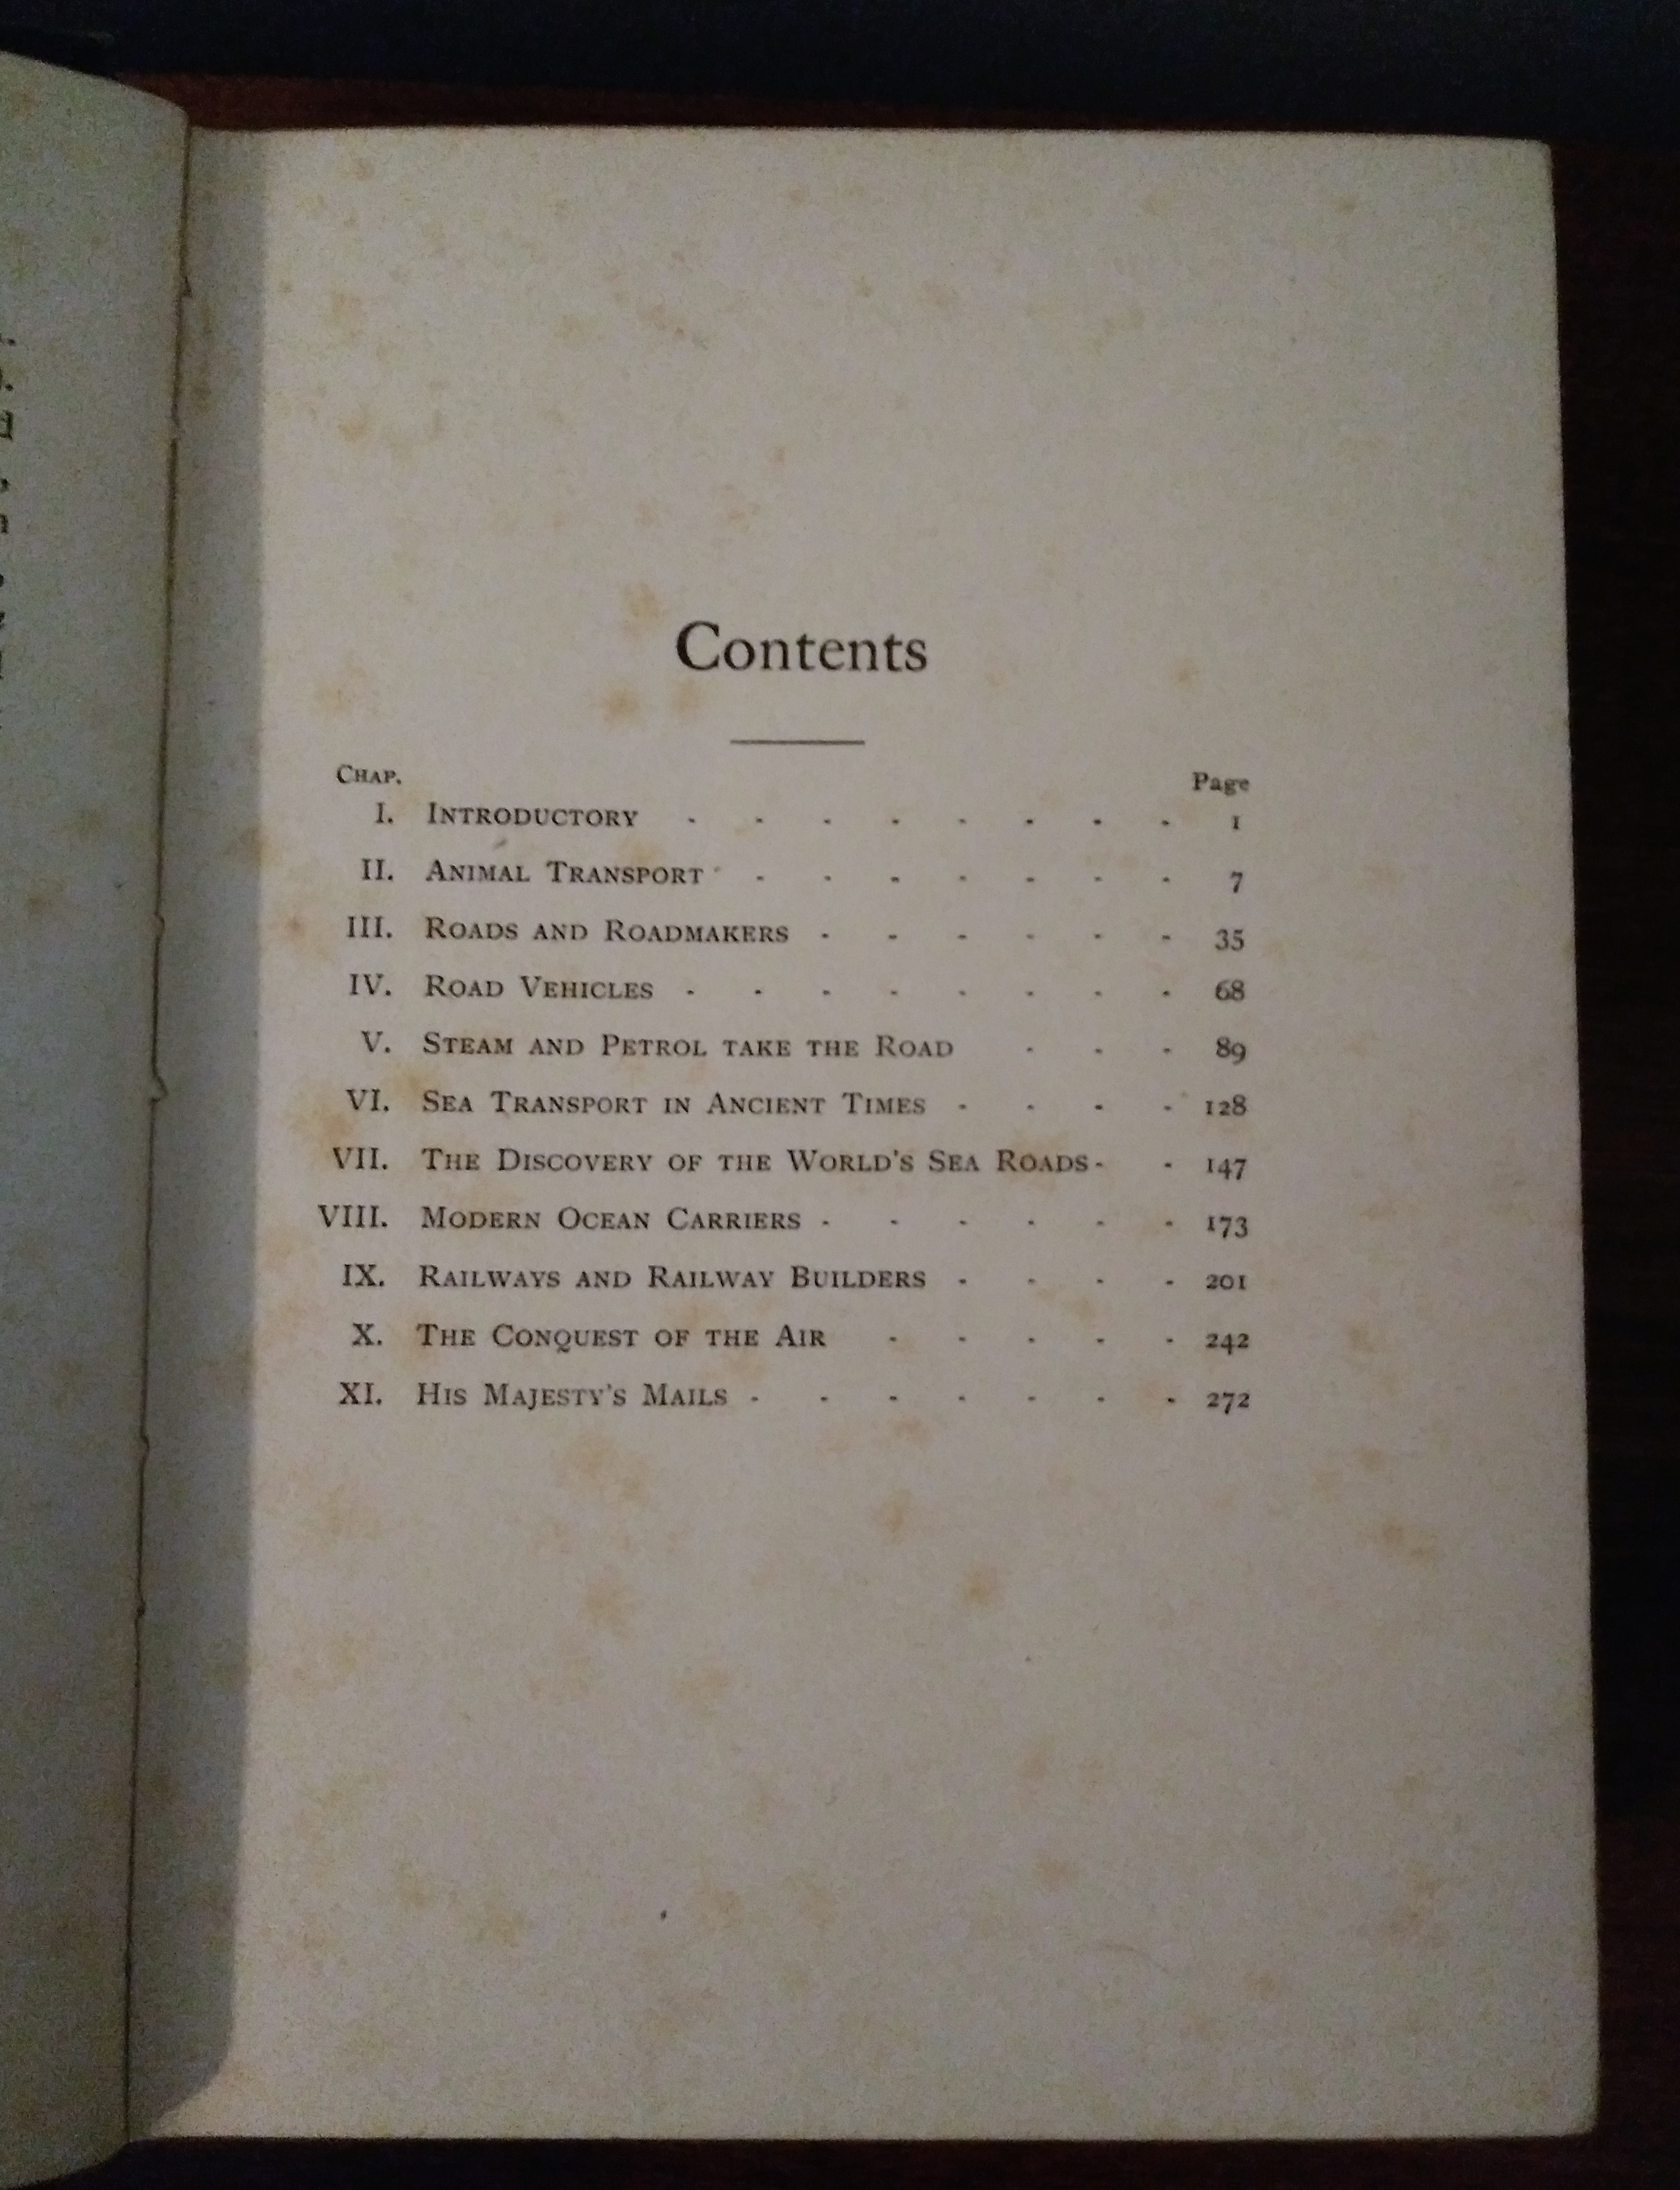 Contents
CHAP. Page
I. INTRODUCTORY - - - - - - - - 1
II. ANIMAL TRANSPORT - - - - - - - - 7
III. ROADS AND ROADMAKERS - - - - - - 35
IV. ROAD VEHICLES - - - - - - - - 68
V. STEAM AND PETROL TAKE THE ROAD - - - 89
VI. SEA TRANSPORT IN ANCIENT TIMES - - - - 128
VII. THE DISCOVERY OF THE WORLD'S SEA ROADS - - 147
VIII. MODERN OCEAN CARRIERS - - - - - - 173
IX. RAILWAYS AND RAILWAY BUILDERS - - - - 201
X. THE CONQUEST OF THE AIR - - - - - 242
XI. HIS MAJESTY'S MAILS - - - - - - - 272